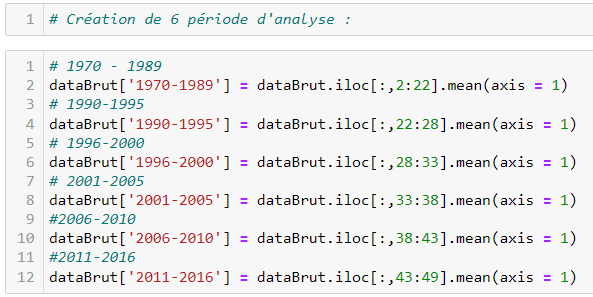 1 # Création de 6 période d'analyse :
1 # 1970 - 1989
2 dataBrut['1970-1989'] = dataBrut.iloc[:,2:22].mean(axis = 1)
3 # 1990-1995
4 dataBrut['1990-1995'] = dataBrut.iloc[:,22:28].mean(axis = 1)
5 # 1996-2000
6 dataBrut['1996-2000'] = dataBrut.iloc[:,28:33].mean(axis = 1)
7 # 2001-2005
8 dataBrut['2001-2005'] = dataBrut.iloc[:,33:38].mean(axis = 1)
9 #2006-2010
10 dataBrut['2006-2010'] = dataBrut.iloc[:,38:43].mean(axis = 1)
11 #2011-2016
12 dataBrut['2011-2016'] = dataBrut.iloc[:,43:49].mean(axis = 1)